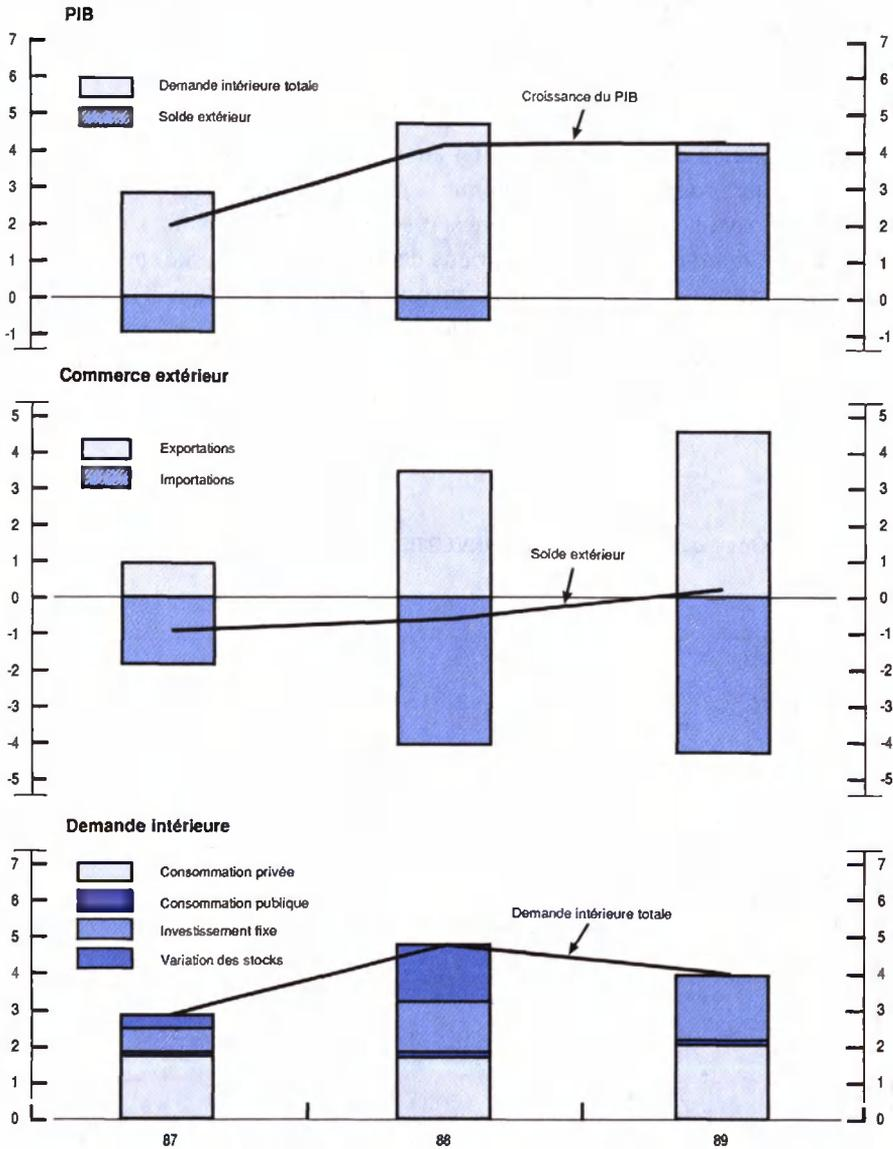 PIB
7 7
6 6
5 5
4 4
3 3
2 2
1 1
0 0
-1 -1
Demande intérieure totale
Solde extérieur
Croissance du PIB
Commerce extérieur
5 5
4 4
3 3
2 2
1 1
0 0
-1 -1
-2 -2
-3 -3
-4 -4
-5 -5
Exportations
Importations
Solde extérieur
Demande intérieure
7 7
6 6
5 5
4 4
3 3
2 2
1 1
0 0
Consommation privée
Consommation publique
Investissement fixe
Variation des stocks
Demande intérieure totale
87 88 89